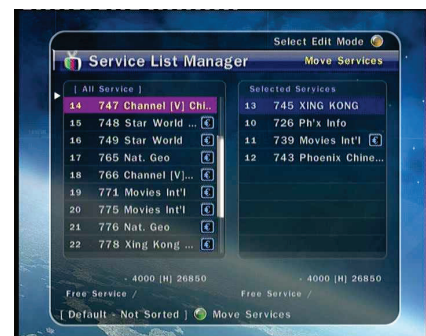 Select Edit Mode
Service List Manager
Move Services
[ All Service ]
14 747 Channel [V] Chi..
15 748 Star World ... €
16 749 Star World €
17 765 Nat. Geo €
18 766 Channel [V]... €
19 771 Movies Int'l €
20 775 Movies Int'l €
21 776 Nat. Geo €
22 778 Xing Kong ... €
Selected Services
13 745 XING KONG
10 726 Ph'x Info
11 739 Movies Int'l €
12 743 Phoenix Chine...
- 4000 [H] 26850
Free Service /
- 4000 [H] 26850
Free Service /
[ Default - Not Sorted ] Move Services